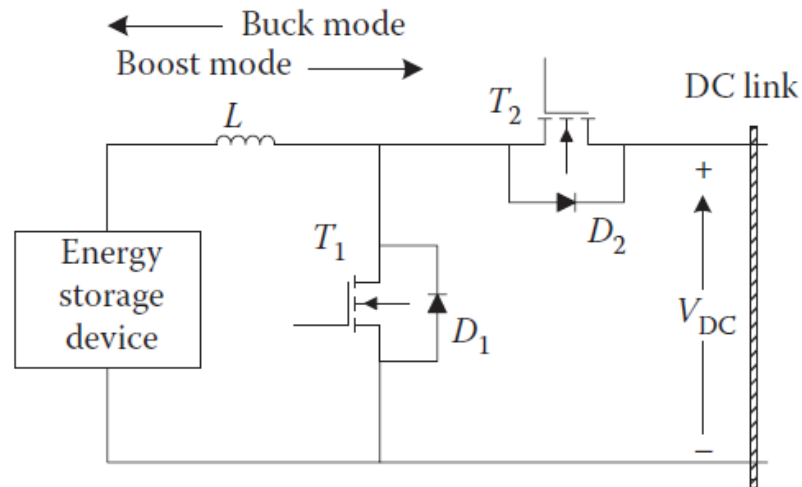 Buck mode
Boost mode
DC link
T2
L
+
D2
T1
Energy
storage
device
D1
VDC
−